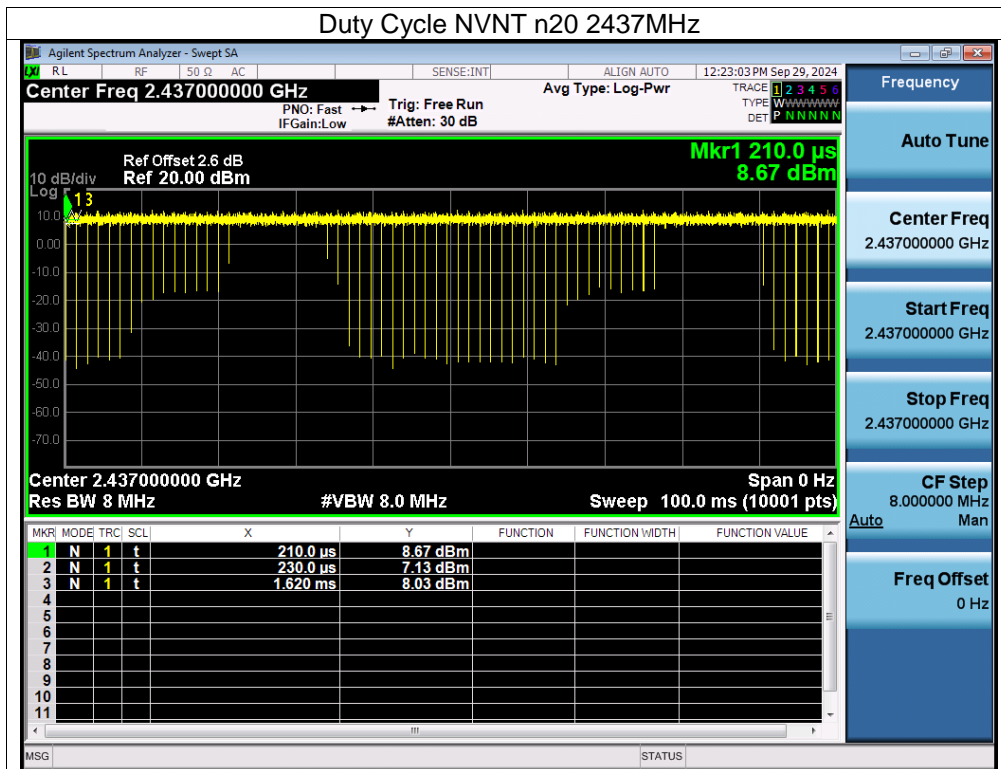 Duty Cycle NVNT n20 2437MHz
Agilent Spectrum Analyzer - Swept SA
LXI RL RF 50 Ω AC SENSE:INT ALIGN AUTO 12:23:03 PM Sep 29, 2024
Center Freq 2.437000000 GHz
PNO: Fast
IFGain:Low
Trig: Free Run
#Atten: 30 dB
Avg Type: Log-Pwr
TRACE 1 2 3 4 5 6
TYPE WWWWWWW
DET P N N N N N
Frequency
Auto Tune
Center Freq
2.437000000 GHz
Start Freq
2.437000000 GHz
Stop Freq
2.437000000 GHz
CF Step
8.000000 MHz
Auto Man
Freq Offset
0 Hz
Mkr1 210.0 µs
8.67 dBm
Ref Offset 2.6 dB
10 dB/div Ref 20.00 dBm
Log
1 3
10.0
0.00
-10.0
-20.0
-30.0
-40.0
-50.0
-60.0
-70.0
Center 2.437000000 GHz Span 0 Hz
Res BW 8 MHz #VBW 8.0 MHz Sweep 100.0 ms (10001 pts)
MKR MODE TRC SCL X Y FUNCTION FUNCTION WIDTH FUNCTION VALUE
1 N 1 t 210.0 µs 8.67 dBm
2 N 1 t 230.0 µs 7.13 dBm
3 N 1 t 1.620 ms 8.03 dBm
4
5
6
7
8
9
10
11
MSG STATUS